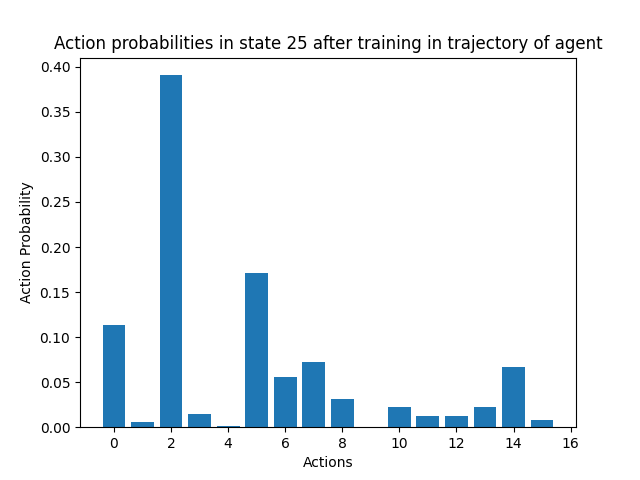 Action probabilities in state 25 after training in trajectory of agent
0.40
0.35
0.30
0.25
0.20
0.15
0.10
0.05
0.00
Action Probability
0 2 4 6 8 10 12 14 16
Actions